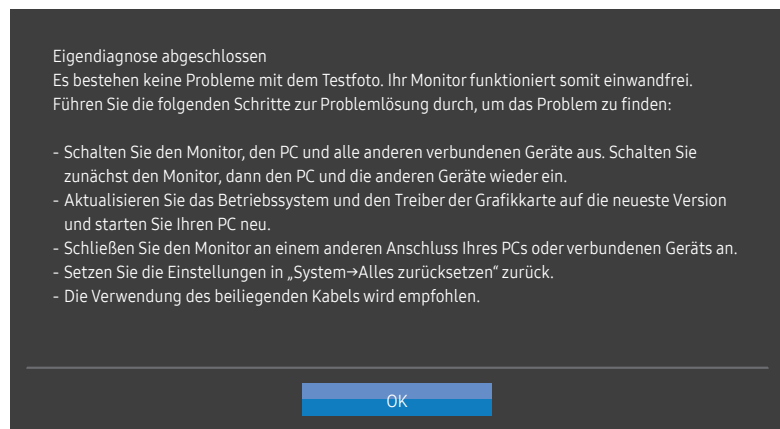 Eigendiagnose abgeschlossen
Es bestehen keine Probleme mit dem Testfoto. Ihr Monitor funktioniert somit einwandfrei.
Führen Sie die folgenden Schritte zur Problemlösung durch, um das Problem zu finden:
- Schalten Sie den Monitor, den PC und alle anderen verbundenen Geräte aus. Schalten Sie
zunächst den Monitor, dann den PC und die anderen Geräte wieder ein.
- Aktualisieren Sie das Betriebssystem und den Treiber der Grafikkarte auf die neueste Version
und starten Sie Ihren PC neu.
- Schließen Sie den Monitor an einem anderen Anschluss Ihres PCs oder verbundenen Geräts an.
- Setzen Sie die Einstellungen in „System→Alles zurücksetzen“ zurück.
- Die Verwendung des beiliegenden Kabels wird empfohlen.
OK